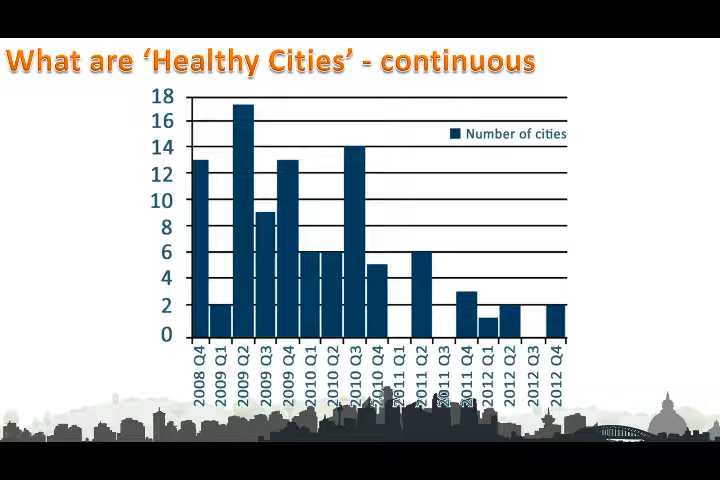 What are ‘Healthy Cities’ - continuous
18
16
14
12
10
8
6
4
2
0
Number of cities
2008 Q4
2009 Q1
2009 Q2
2009 Q3
2009 Q4
2010 Q1
2010 Q2
2010 Q3
2010 Q4
2011 Q1
2011 Q2
2011 Q3
2011 Q4
2012 Q1
2012 Q2
2012 Q3
2012 Q4